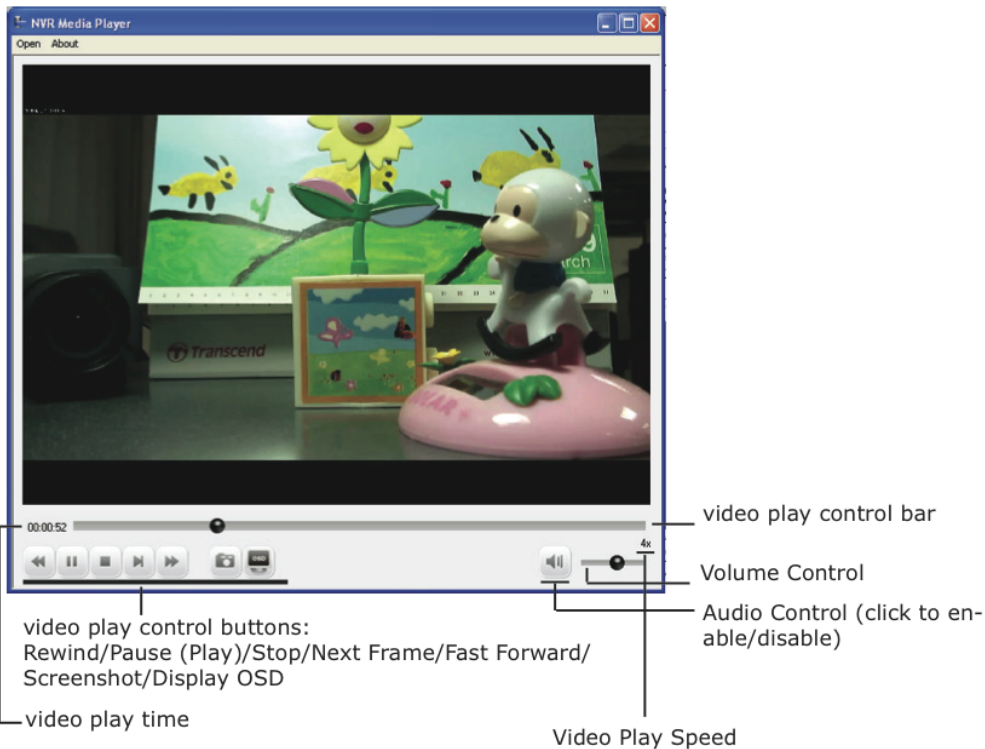 NVR Media Player
Open About
9
rch
Transcend
00:00:52
OSD
4x
video play control bar
Volume Control
Audio Control (click to en-
able/disable)
video play control buttons:
Rewind/Pause (Play)/Stop/Next Frame/Fast Forward/
Screenshot/Display OSD
video play time
Video Play Speed